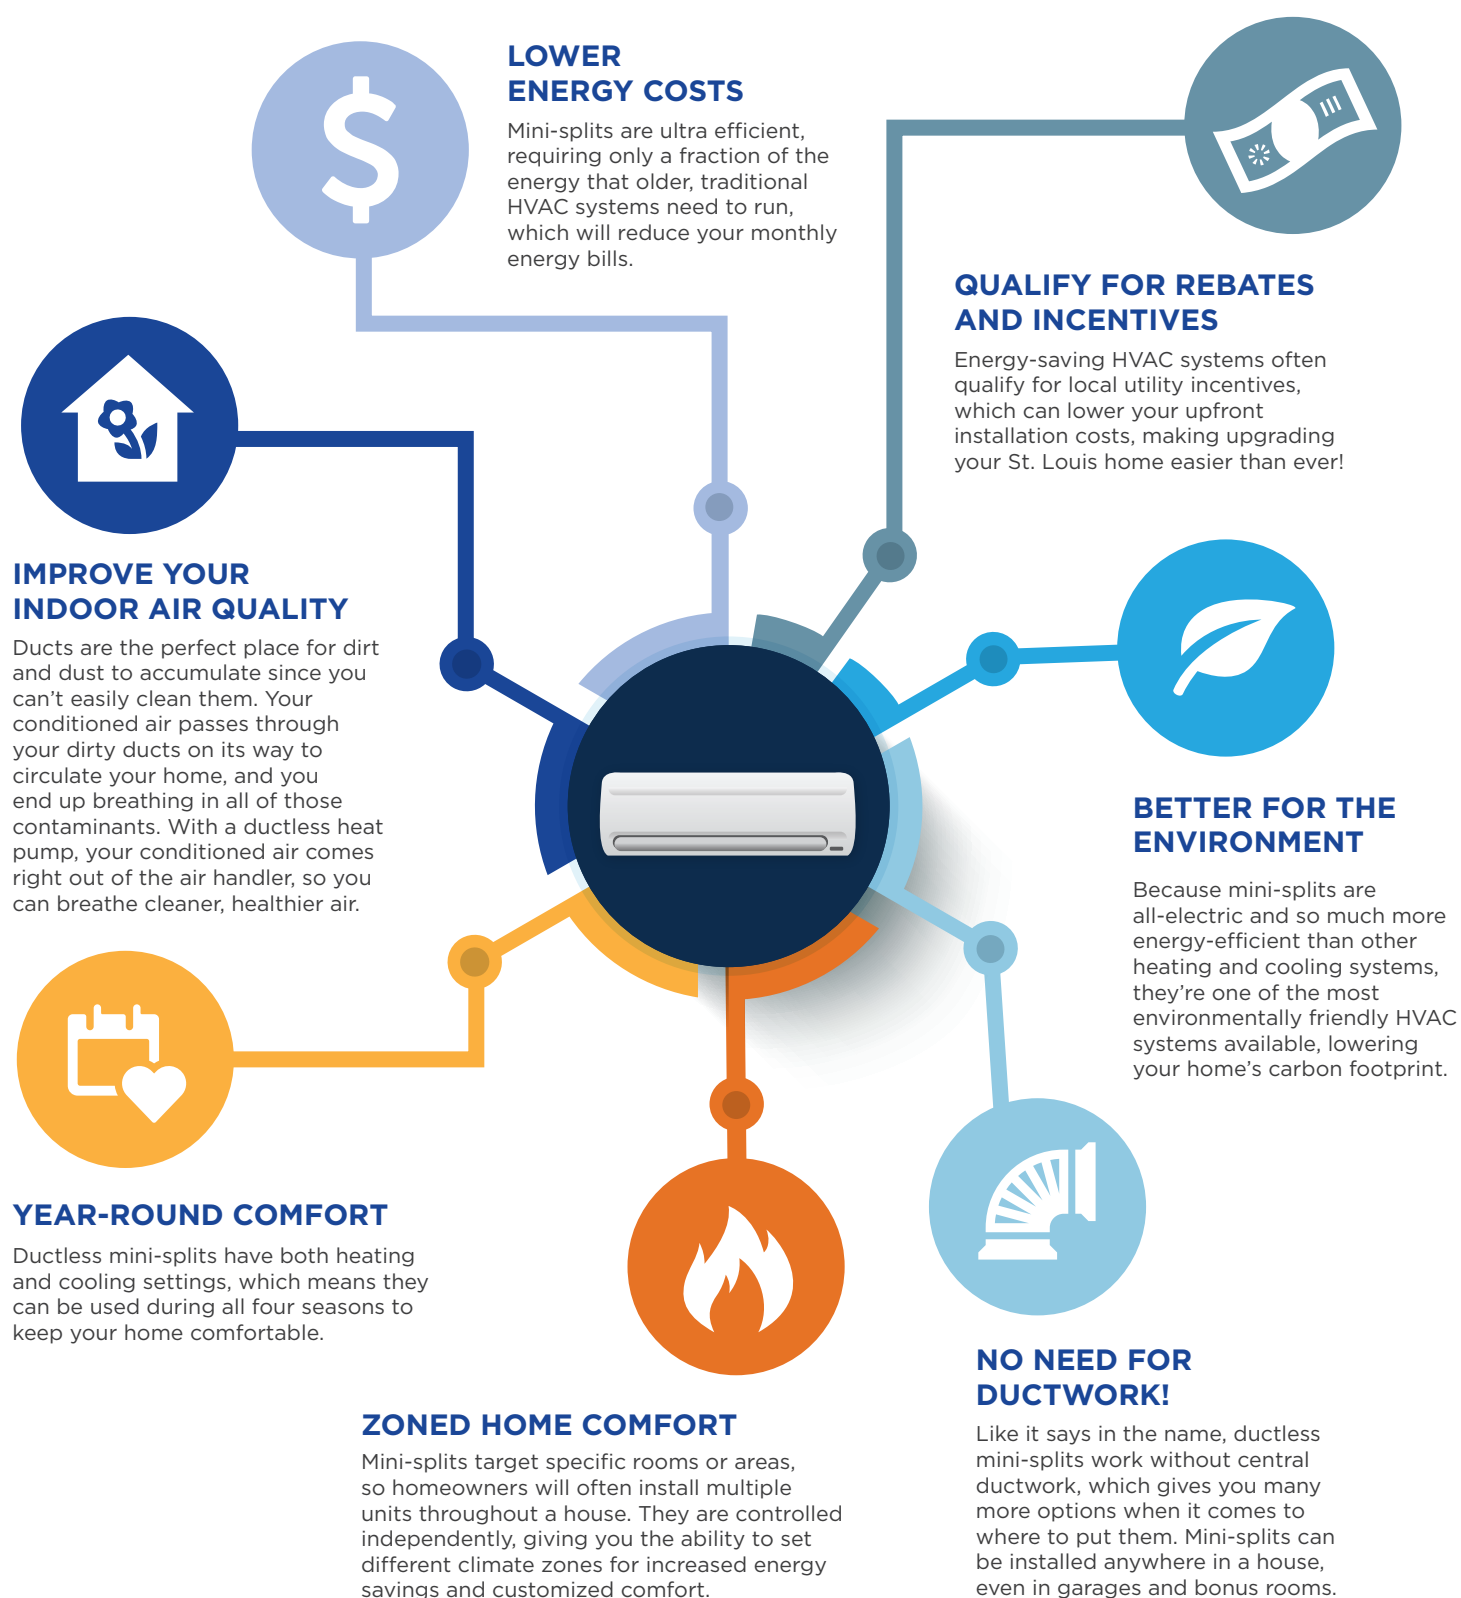 LOWER
ENERGY COSTS
Mini-splits are ultra efficient,
requiring only a fraction of the
energy that older, traditional
HVAC systems need to run,
which will reduce your monthly
energy bills.
QUALIFY FOR REBATES
AND INCENTIVES
Energy-saving HVAC systems often
qualify for local utility incentives,
which can lower your upfront
installation costs, making upgrading
your St. Louis home easier than ever!
IMPROVE YOUR
INDOOR AIR QUALITY
Ducts are the perfect place for dirt
and dust to accumulate since you
can't easily clean them. Your
conditioned air passes through
your dirty ducts on its way to
circulate your home, and you
end up breathing in all of those
contaminants. With a ductless heat
pump, your conditioned air comes
right out of the air handler, so you
can breathe cleaner, healthier air.
BETTER FOR THE
ENVIRONMENT
Because mini-splits are
all-electric and so much more
energy-efficient than other
heating and cooling systems,
they're one of the most
environmentally friendly HVAC
systems available, lowering
your home's carbon footprint.
YEAR-ROUND COMFORT
Ductless mini-splits have both heating
and cooling settings, which means they
can be used during all four seasons to
keep your home comfortable.
ZONED HOME COMFORT
Mini-splits target specific rooms or areas,
so homeowners will often install multiple
units throughout a house. They are controlled
independently, giving you the ability to set
different climate zones for increased energy
savings and customized comfort.
NO NEED FOR
DUCTWORK!
Like it says in the name, ductless
mini-splits work without central
ductwork, which gives you many
more options when it comes to
where to put them. Mini-splits can
be installed anywhere in a house,
even in garages and bonus rooms.